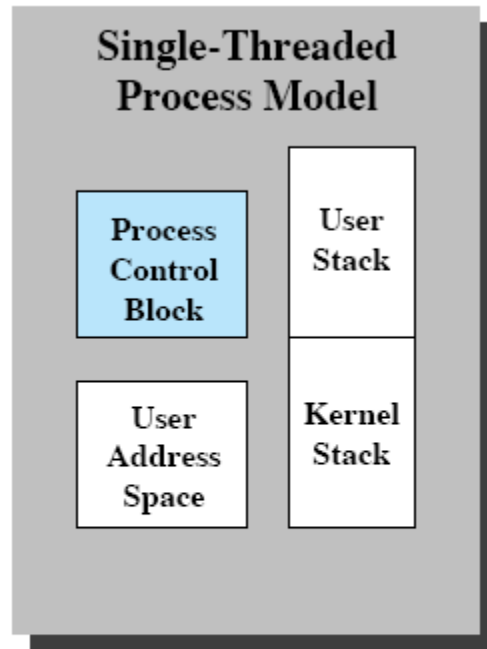 Single-Threaded
Process Model
Process
Control
Block
User
Address
Space
User
Stack
Kernel
Stack